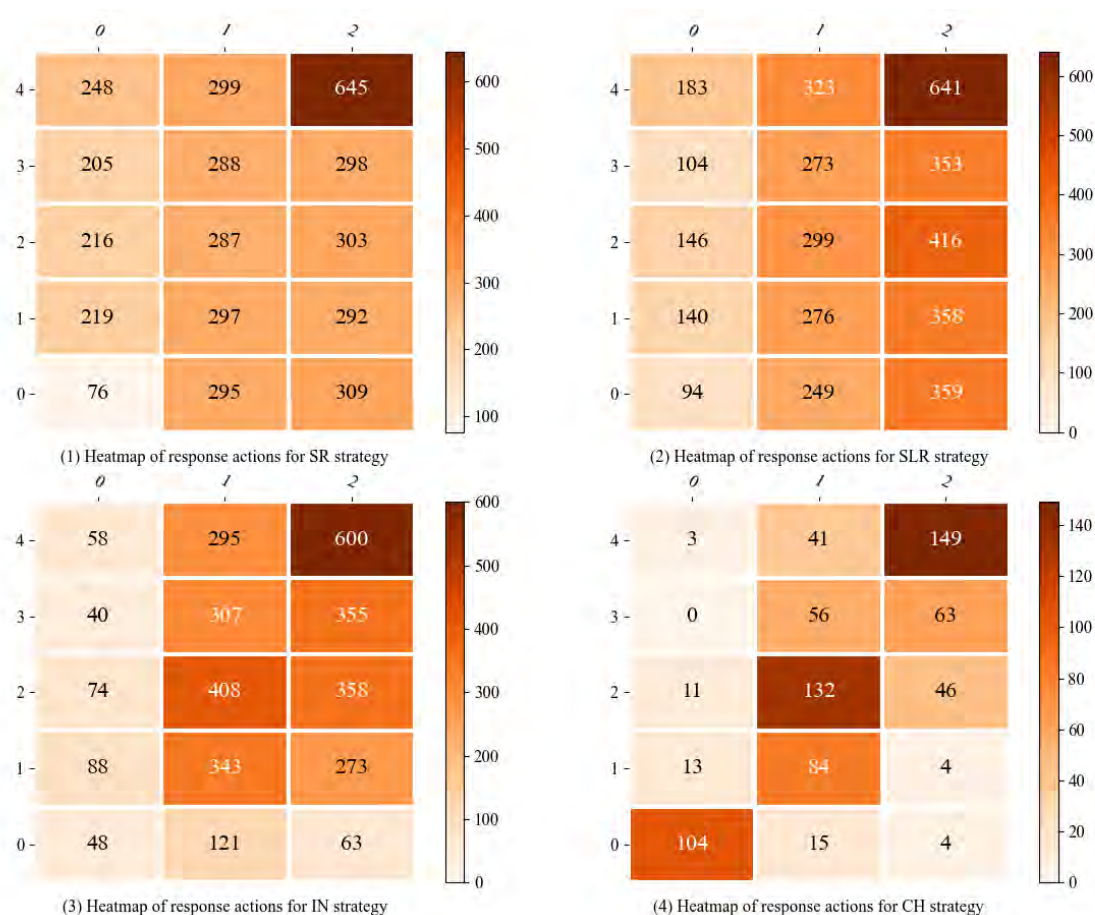 0 1 2
4 248 299 645 600
3 205 288 298 500
2 216 287 303 400
1 219 297 292 300
0 76 295 309 200
100
(1) Heatmap of response actions for SR strategy
0 1 2
4 183 323 641 600
3 104 273 353 500
2 146 299 416 400
1 140 276 358 300
0 94 249 359 200
100
0
(2) Heatmap of response actions for SLR strategy
0 1 2
4 58 295 600 600
3 40 307 355 500
2 74 408 358 400
1 88 343 273 300
0 48 121 63 200
100
0
(3) Heatmap of response actions for IN strategy
0 1 2
4 3 41 149 140
3 0 56 63 120
2 11 132 46 100
1 13 84 4 80
0 104 15 4 60
40
20
0
(4) Heatmap of response actions for CH strategy